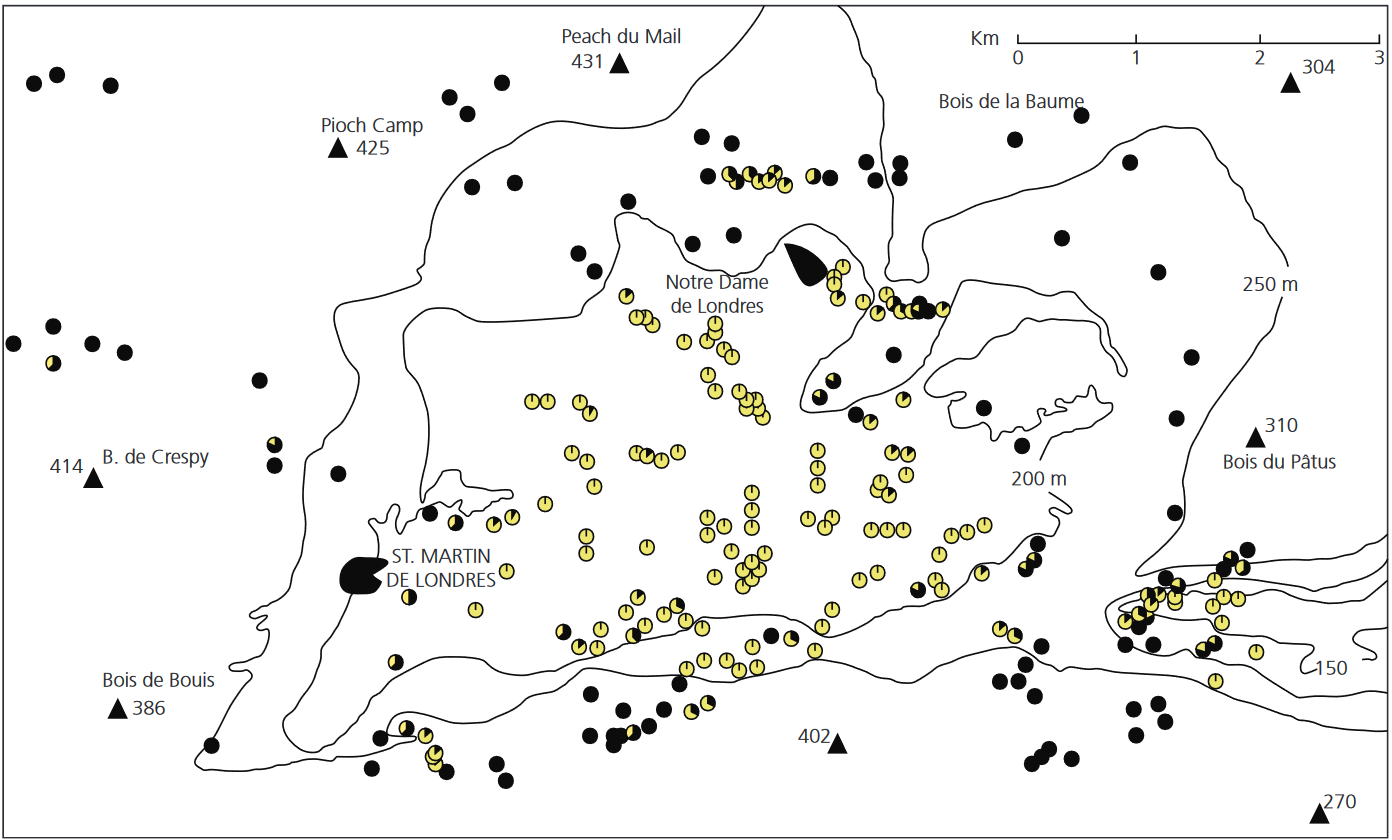 Peach du Mail
431
Km
0
1
2
3
304
Bois de la Baume
Pioch Camp
425
Notre Dame
de Londres
250 m
310
Bois du Pâtus
414
B. de Crespy
200 m
ST. MARTIN
DE LONDRES
150
Bois de Bouis
386
402
270